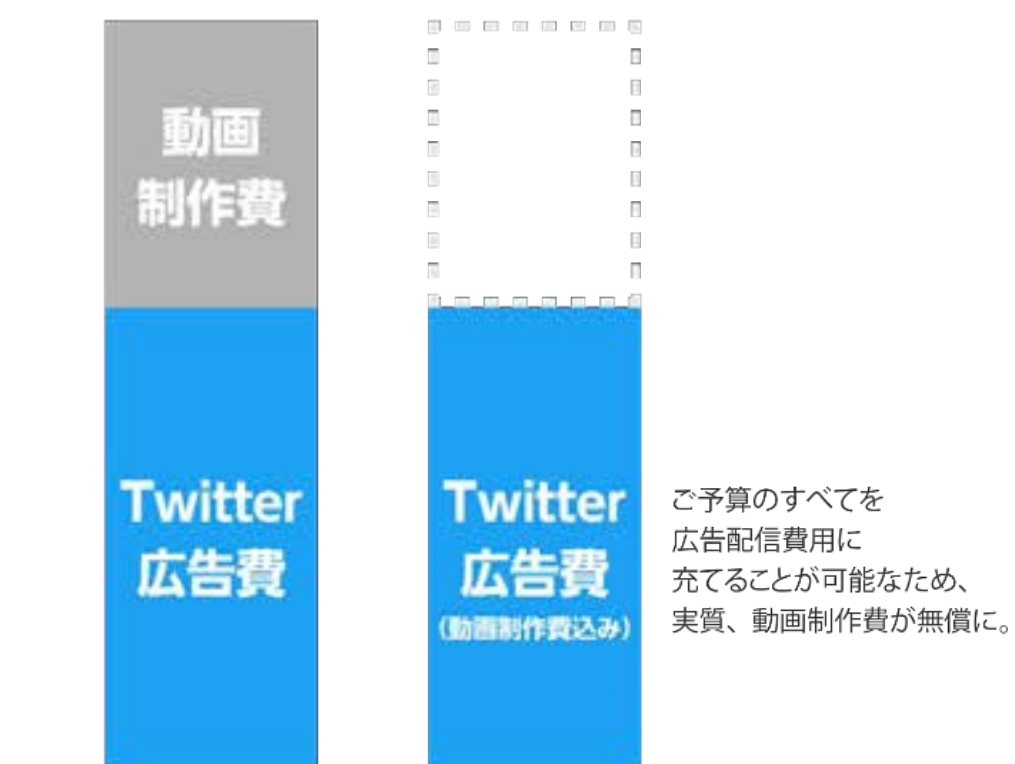 動画
制作費
Twitter
広告費
Twitter
広告費
(動画制作費込み)
ご予算のすべてを
広告配信費用に
充てることが可能なため、
実質、動画制作費が無償に。